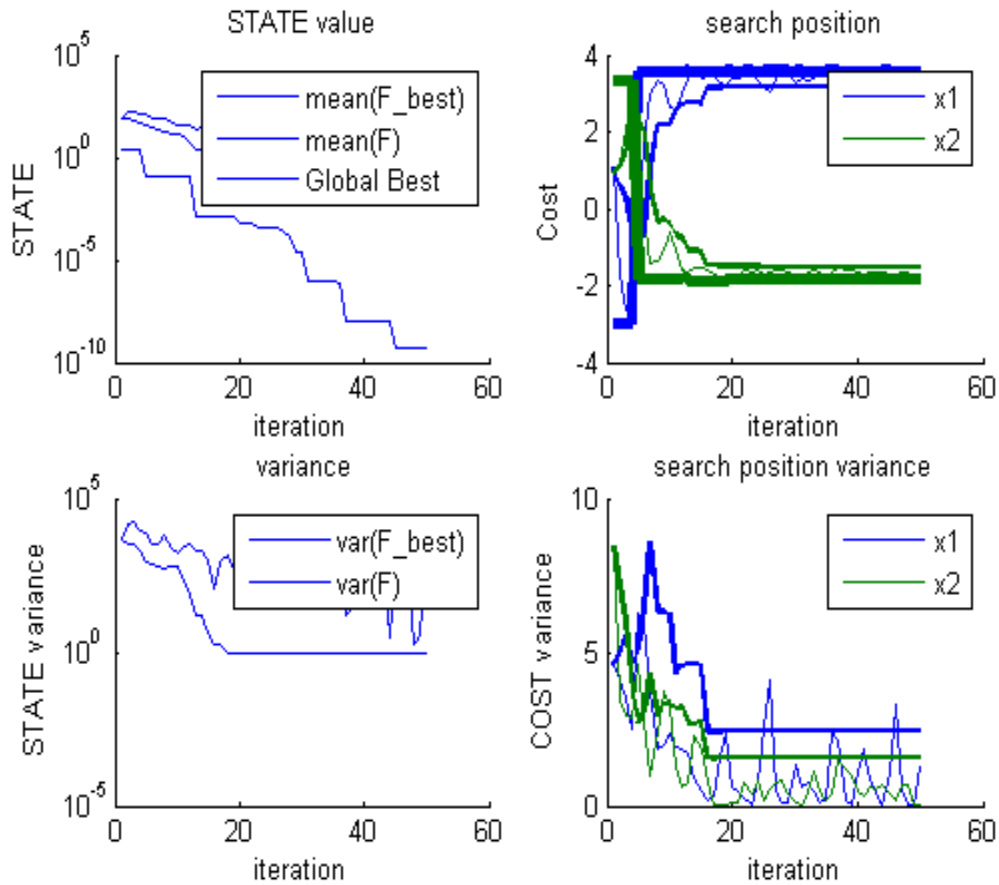 STATE value
10^5
10^0
10^-5
10^-10
STATE
mean(F_best)
mean(F)
Global Best
0 20 40 60
iteration
search position
4
2
0
-2
-4
Cost
x1
x2
0 20 40 60
iteration
variance
10^5
10^0
10^-5
STATE variance
var(F_best)
var(F)
0 20 40 60
iteration
search position variance
10
5
0
COST variance
x1
x2
0 20 40 60
iteration